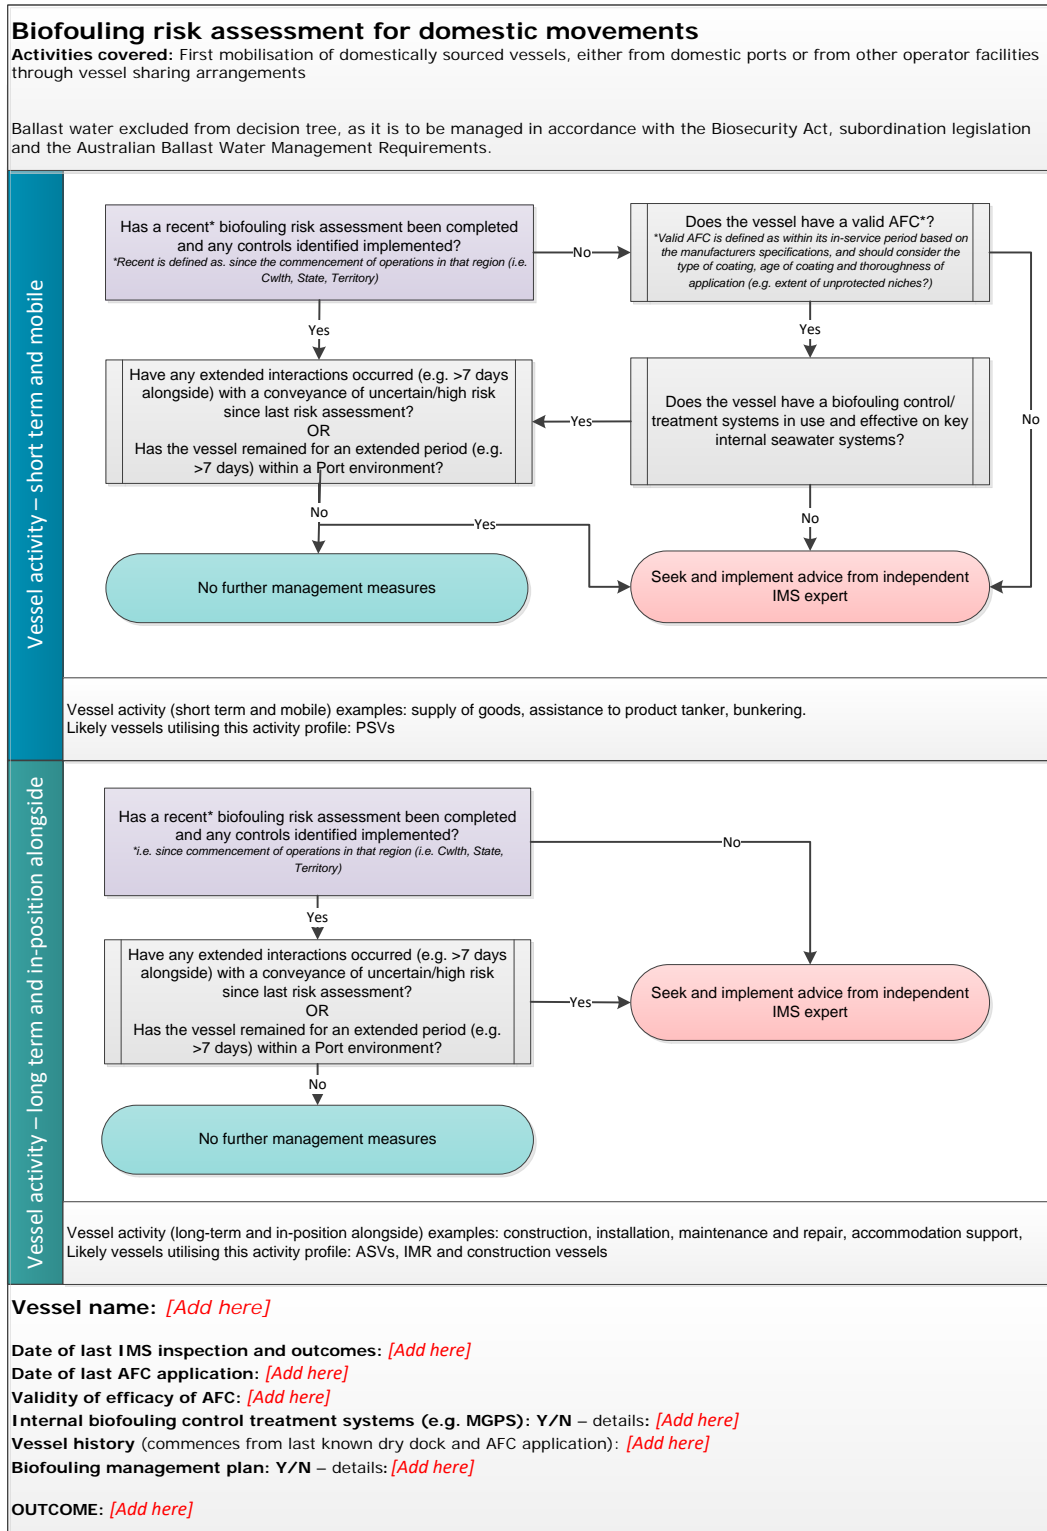 Biofouling risk assessment for domestic movements
Activities covered: First mobilisation of domestically sourced vessels, either from domestic ports or from other operator facilities
through vessel sharing arrangements
Ballast water excluded from decision tree, as it is to be managed in accordance with the Biosecurity Act, subordination legislation
and the Australian Ballast Water Management Requirements.
Vessel activity – short term and mobile
Has a recent* biofouling risk assessment been completed
and any controls identified implemented?
*Recent is defined as. since the commencement of operations in that region (i.e.
Cwlth, State, Territory)
No
Does the vessel have a valid AFC*?
*Valid AFC is defined as within its in-service period based on
the manufacturers specifications, and should consider the
type of coating, age of coating and thoroughness of
application (e.g. extent of unprotected niches?)
Yes
Yes
No
Have any extended interactions occurred (e.g. >7 days
alongside) with a conveyance of uncertain/high risk
since last risk assessment?
OR
Has the vessel remained for an extended period (e.g.
>7 days) within a Port environment?
Yes
Does the vessel have a biofouling control/
treatment systems in use and effective on key
internal seawater systems?
No
Yes
No
No further management measures
Seek and implement advice from independent
IMS expert
Vessel activity (short term and mobile) examples: supply of goods, assistance to product tanker, bunkering.
Likely vessels utilising this activity profile: PSVs
Vessel activity – long term and in-position alongside
Has a recent* biofouling risk assessment been completed
and any controls identified implemented?
*i.e. since commencement of operations in that region (i.e. Cwlth, State,
Territory)
No
Yes
Have any extended interactions occurred (e.g. >7 days
alongside) with a conveyance of uncertain/high risk
since last risk assessment?
OR
Has the vessel remained for an extended period (e.g.
>7 days) within a Port environment?
Yes
Seek and implement advice from independent
IMS expert
No
No further management measures
Vessel activity (long-term and in-position alongside) examples: construction, installation, maintenance and repair, accommodation support,
Likely vessels utilising this activity profile: ASVs, IMR and construction vessels
Vessel name: [Add here]
Date of last IMS inspection and outcomes: [Add here]
Date of last AFC application: [Add here]
Validity of efficacy of AFC: [Add here]
Internal biofouling control treatment systems (e.g. MGPS): Y/N – details: [Add here]
Vessel history (commences from last known dry dock and AFC application): [Add here]
Biofouling management plan: Y/N – details: [Add here]
OUTCOME: [Add here]